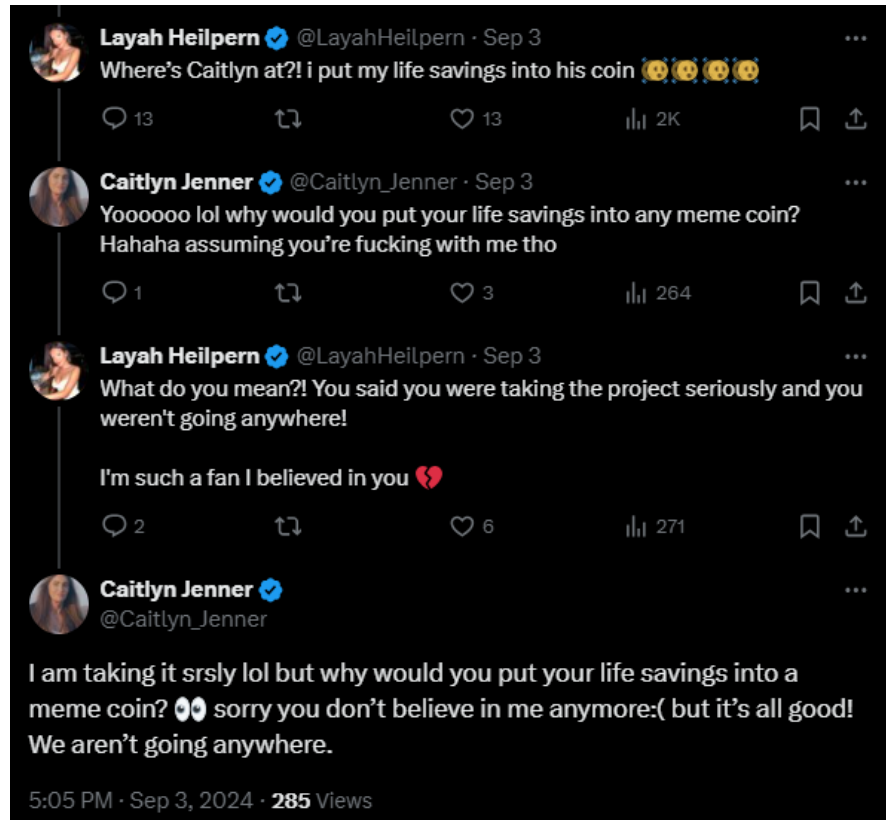 Layah Heilpern @LayahHeilpern · Sep 3
Where's Caitlyn at?! i put my life savings into his coin
13 13 2K
Caitlyn Jenner @Caitlyn_Jenner · Sep 3
Yoooooo lol why would you put your life savings into any meme coin?
Hahaha assuming you're fucking with me tho
1 3 264
Layah Heilpern @LayahHeilpern · Sep 3
What do you mean?! You said you were taking the project seriously and you
weren't going anywhere!
I'm such a fan I believed in you 💔
2 6 271
Caitlyn Jenner
@Caitlyn_Jenner
I am taking it srsly lol but why would you put your life savings into a
meme coin? 👀 sorry you don't believe in me anymore:( but it's all good!
We aren't going anywhere.
5:05 PM · Sep 3, 2024 · 285 Views